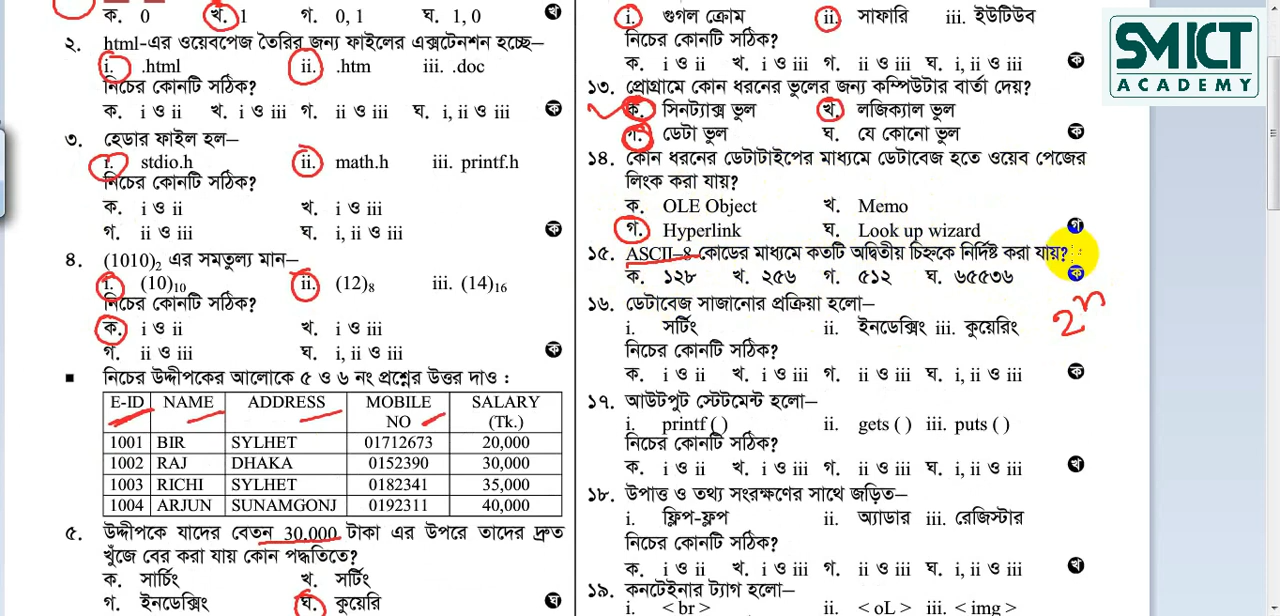 ক. 0 খ. 1 গ. 0, 1 ঘ. 1, 0 খ
২. html-এর ওয়েবপেজ তৈরির জন্য ফাইলের এক্সটেনশন হচ্ছে–
i. .html ii. .htm iii. .doc
নিচের কোনটি সঠিক?
ক. i ও ii খ. i ও iii গ. ii ও iii ঘ. i, ii ও iii ক
৩. হেডার ফাইল হল–
i. stdio.h ii. math.h iii. printf.h
নিচের কোনটি সঠিক?
ক. i ও ii খ. i ও iii
গ. ii ও iii ঘ. i, ii ও iii ক
৪. (1010)₂ এর সমতুল্য মান–
i. (10)₁₀ ii. (12)₈ iii. (14)₁₆
নিচের কোনটি সঠিক?
ক. i ও ii খ. i ও iii
গ. ii ও iii ঘ. i, ii ও iii ক
■ নিচের উদ্দীপকের আলোকে ৫ ও ৬ নং প্রশ্নের উত্তর দাও :
E-ID NAME ADDRESS MOBILE NO SALARY (Tk.)
1001 BIR SYLHET 01712673 20,000
1002 RAJ DHAKA 0152390 30,000
1003 RICHI SYLHET 0182341 35,000
1004 ARJUN SUNAMGONJ 0192311 40,000
৫. উদ্দীপকে যাদের বেতন 30,000 টাকা এর উপরে তাদের দ্রুত
খুঁজে বের করা যায় কোন পদ্ধতিতে?
ক. সার্চিং খ. সর্টিং
গ. ইনডেক্সিং ঘ. কুয়েরি ঘ
i. গুগল ক্রোম ii. সাফারি iii. ইউটিউব
নিচের কোনটি সঠিক?
ক. i ও ii খ. i ও iii গ. ii ও iii ঘ. i, ii ও iii ক
১৩. প্রোগ্রামে কোন ধরনের ভুলের জন্য কম্পিউটার বার্তা দেয়?
ক. সিনট্যাক্স ভুল খ. লজিক্যাল ভুল
গ. ডেটা ভুল ঘ. যে কোনো ভুল ক
১৪. কোন ধরনের ডেটাটাইপের মাধ্যমে ডেটাবেজ হতে ওয়েব পেজের
লিংক করা যায়?
ক. OLE Object খ. Memo
গ. Hyperlink ঘ. Look up wizard গ
১৫. ASCII–8 কোডের মাধ্যমে কতটি অদ্বিতীয় চিহ্নকে নির্দিষ্ট করা যায়?
ক. ১২৮ খ. ২৫৬ গ. ৫১২ ঘ. ৬৫৫৩৬ ক
১৬. ডেটাবেজ সাজানোর প্রক্রিয়া হলো–
2ⁿ
i. সর্টিং ii. ইনডেক্সিং iii. কুয়েরিং
নিচের কোনটি সঠিক?
ক. i ও ii খ. i ও iii গ. ii ও iii ঘ. i, ii ও iii ক
১৭. আউটপুট স্টেটমেন্ট হলো–
i. printf () ii. gets () iii. puts ()
নিচের কোনটি সঠিক?
ক. i ও ii খ. i ও iii গ. ii ও iii ঘ. i, ii ও iii খ
১৮. উপাত্ত ও তথ্য সংরক্ষণের সাথে জড়িত–
i. ফ্লিপ-ফ্লপ ii. অ্যাডার iii. রেজিস্টার
নিচের কোনটি সঠিক?
ক. i ও ii খ. i ও iii গ. ii ও iii ঘ. i, ii ও iii খ
১৯. কনটেইনার ট্যাগ হলো–
i. < br > ii. < oL > iii. < img >
SMICT
ACADEMY